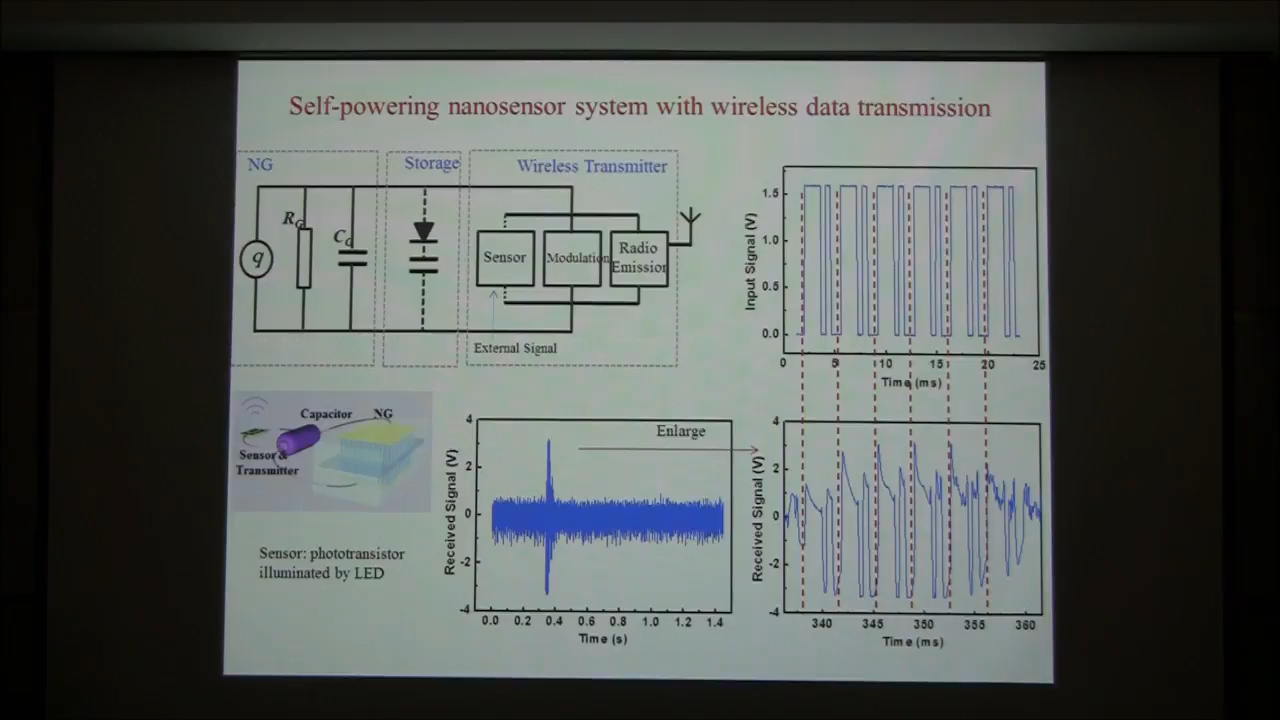 Self-powering nanosensor system with wireless data transmission
NG
Storage
Wireless Transmitter
R_G
C_G
q
Sensor
Modulation
Radio
Emission
External Signal
Input Signal (V)
1.5
1.0
0.5
0.0
0 5 10 15 20 25
Time (ms)
Capacitor NG
Sensor &
Transmitter
Sensor: phototransistor
illuminated by LED
Received Signal (V)
4
2
0
-2
-4
Enlarge
0.0 0.2 0.4 0.6 0.8 1.0 1.2 1.4
Time (s)
Received Signal (V)
4
2
0
-2
-4
340 345 350 355 360
Time (ms)